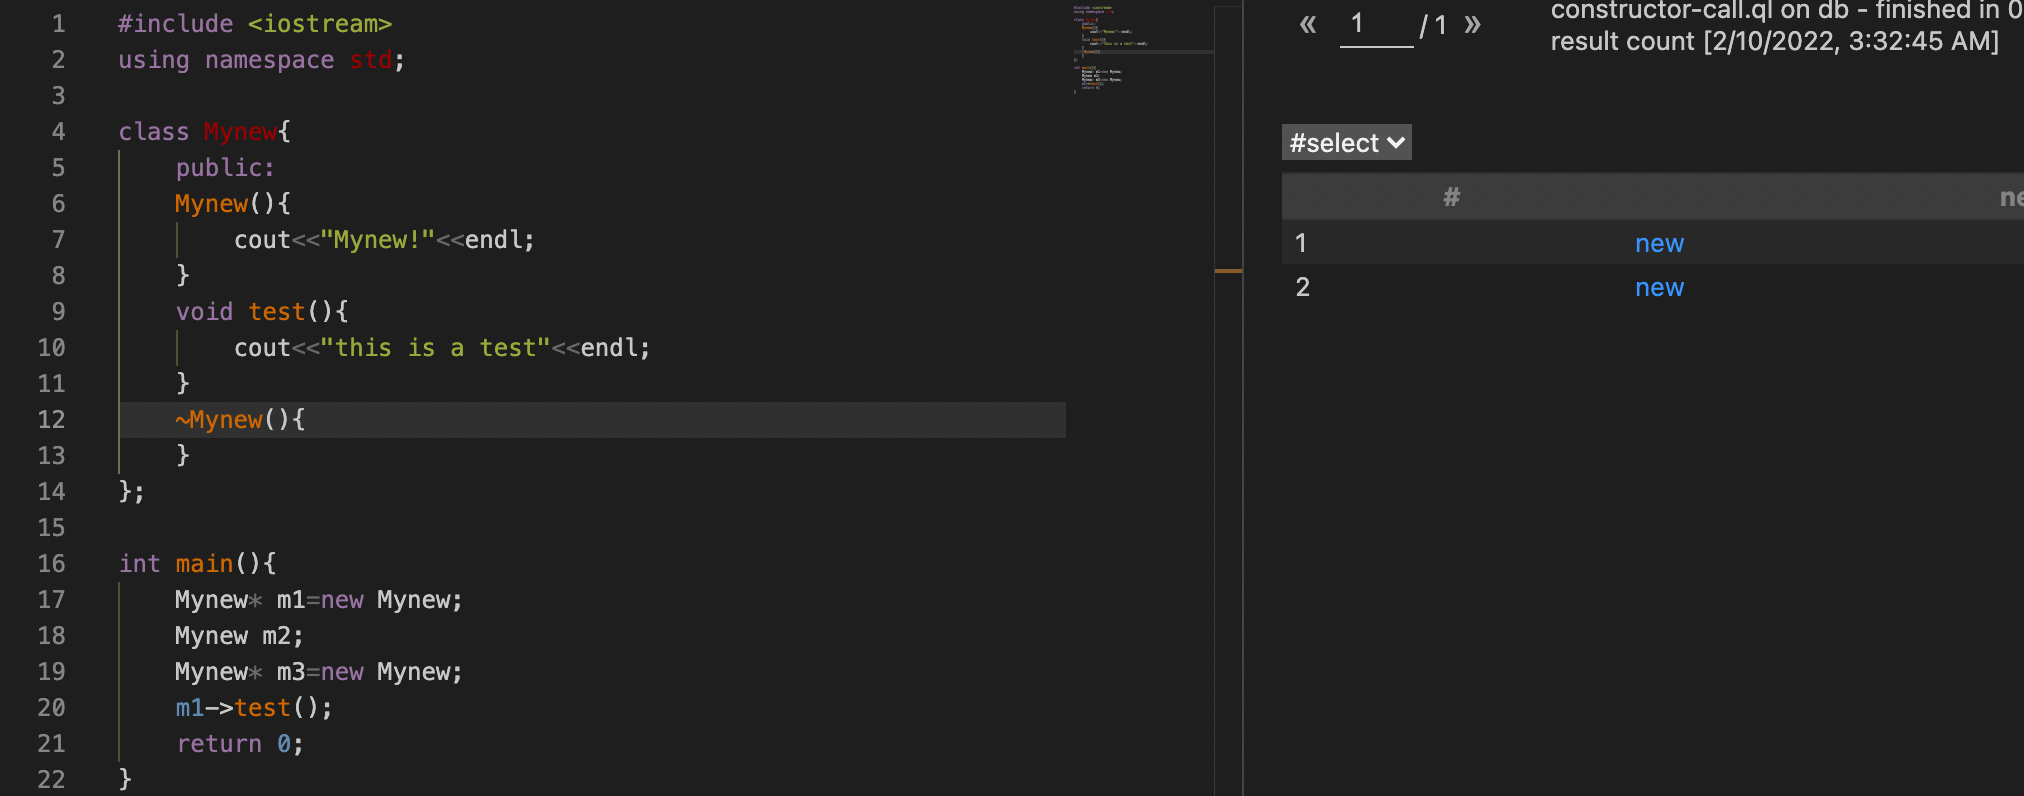 1 #include <iostream>
2 using namespace std;
3
4 class Mynew{
5 public:
6 Mynew(){
7 cout<<"Mynew!"<<endl;
8 }
9 void test(){
10 cout<<"this is a test"<<endl;
11 }
12 ~Mynew(){
13 }
14 };
15
16 int main(){
17 Mynew* m1=new Mynew;
18 Mynew m2;
19 Mynew* m3=new Mynew;
20 m1->test();
21 return 0;
22 }
« 1 / 1 »
constructor-call.ql on db - finished in 0
result count [2/10/2022, 3:32:45 AM]
#select
# ne
1 new
2 new